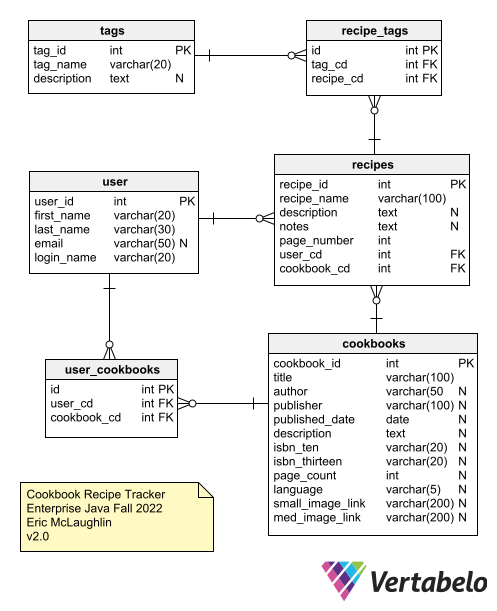 tags
tag_id int PK
tag_name varchar(20)
description text N
recipe_tags
id int PK
tag_cd int FK
recipe_cd int FK
recipes
recipe_id int PK
recipe_name varchar(100)
description text N
notes text N
page_number int
user_cd int FK
cookbook_cd int FK
user
user_id int PK
first_name varchar(20)
last_name varchar(30)
email varchar(50) N
login_name varchar(20)
user_cookbooks
id int PK
user_cd int FK
cookbook_cd int FK
cookbooks
cookbook_id int PK
title varchar(100)
author varchar(50 N
publisher varchar(100) N
published_date date N
description text N
isbn_ten varchar(20) N
isbn_thirteen varchar(20) N
page_count int N
language varchar(5) N
small_image_link varchar(200) N
med_image_link varchar(200) N
Cookbook Recipe Tracker
Enterprise Java Fall 2022
Eric McLaughlin
v2.0
Vertabelo